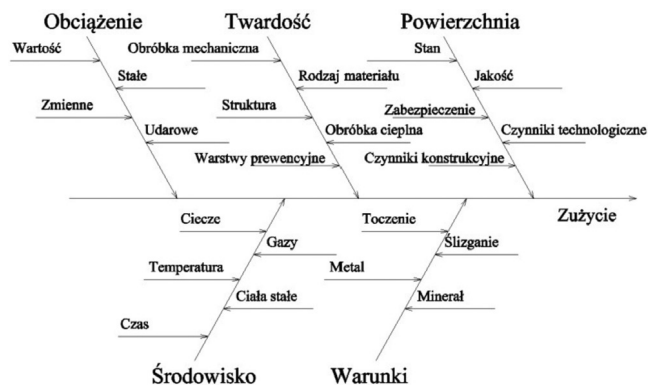 Obciążenie
Twardość
Powierzchnia
Wartość
Obróbka mechaniczna
Stan
Stałe
Rodzaj materiału
Jakość
Zmienne
Struktura
Zabezpieczenie
Udarowe
Obróbka cieplna
Czynniki technologiczne
Warstwy prewencyjne
Czynniki konstrukcyjne
Zużycie
Ciecze
Toczenie
Gazy
Ślizganie
Temperatura
Metal
Ciała stałe
Minerał
Czas
Środowisko
Warunki